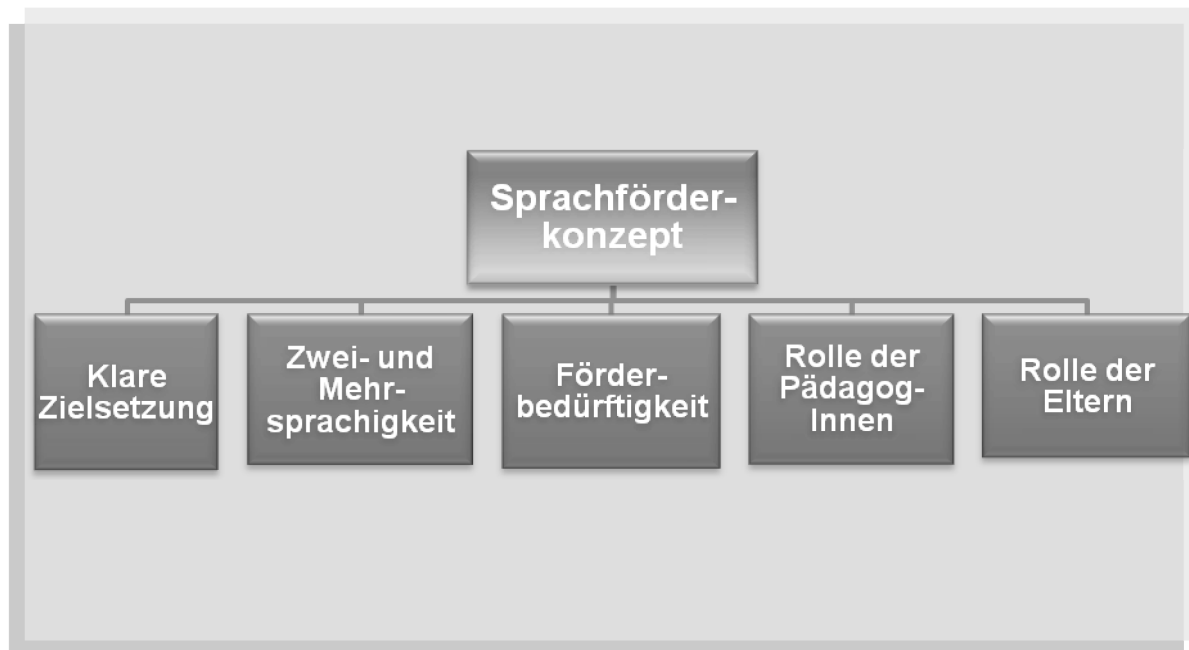 Sprachförder-
konzept
Klare
Zielsetzung
Zwei- und
Mehr-
sprachigkeit
Förder-
bedürftigkeit
Rolle der
Pädagog-
Innen
Rolle der
Eltern